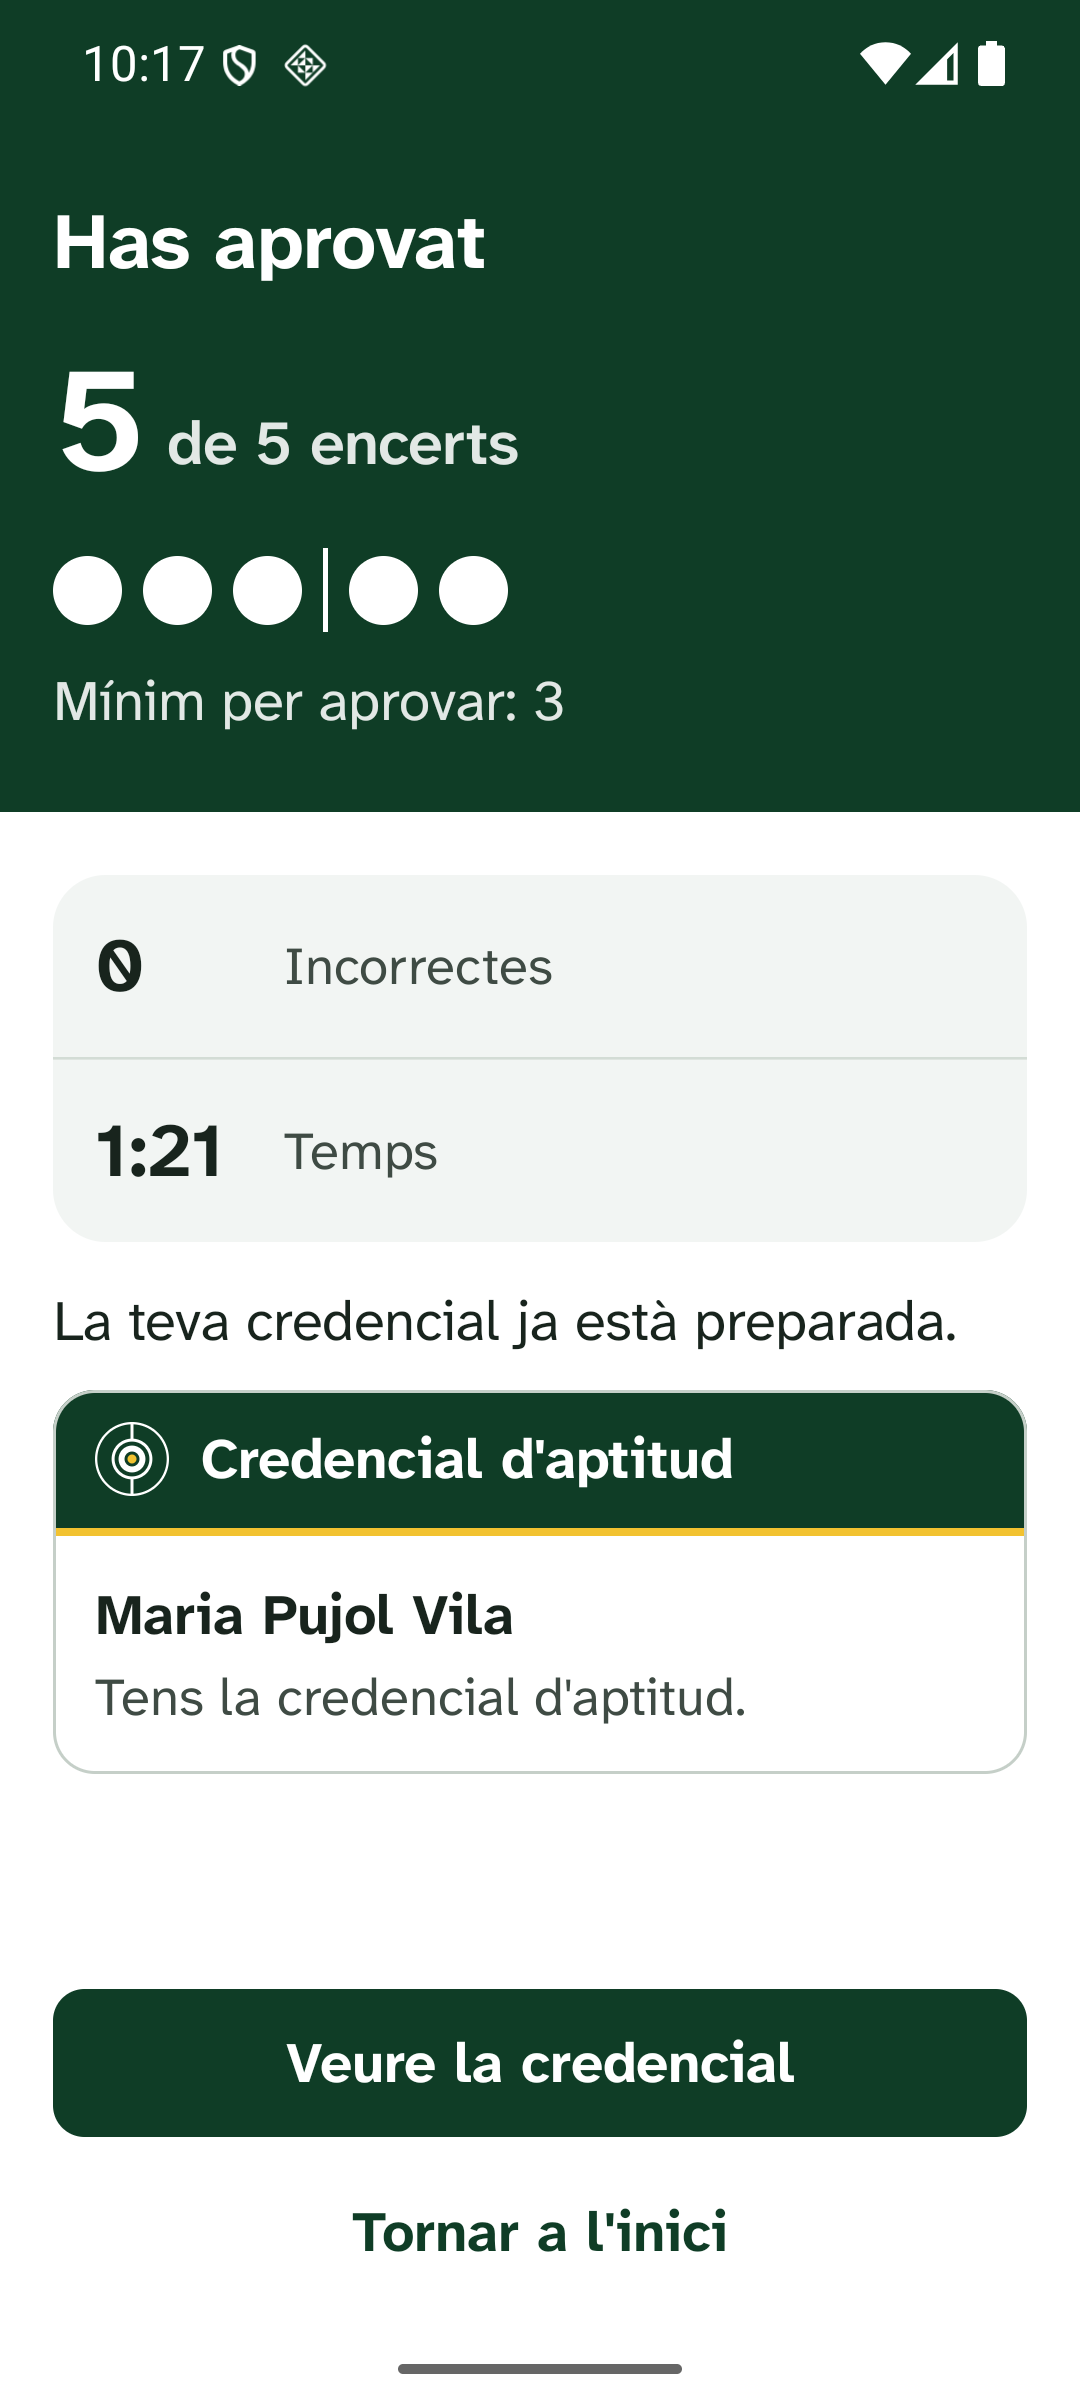 10:17
Has aprovat
5 de 5 encerts
Mínim per aprovar: 3
0 Incorrectes
1:21 Temps
La teva credencial ja està preparada.
Credencial d'aptitud
Maria Pujol Vila
Tens la credencial d'aptitud.
Veure la credencial
Tornar a l'inici